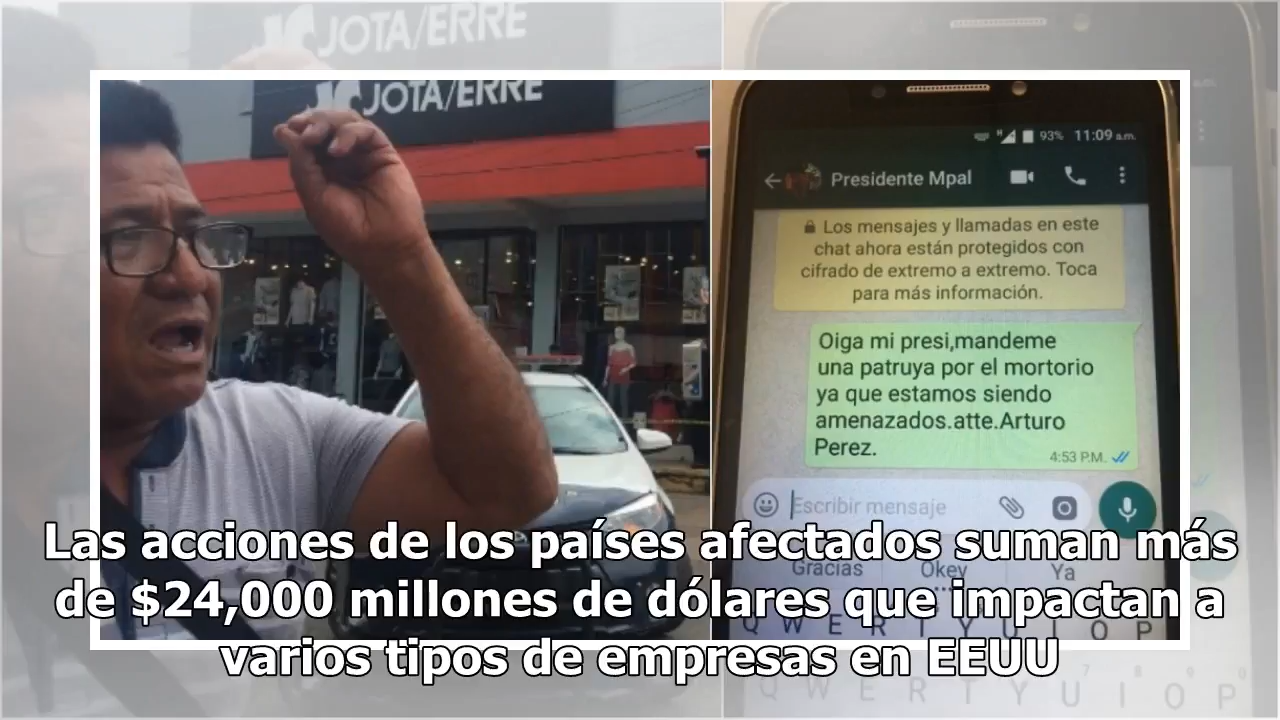 JOTA/ERRE
JOTA/ERRE
93% 11:09 a.m.
Presidente Mpal
Los mensajes y llamadas en este
chat ahora están protegidos con
cifrado de extremo a extremo. Toca
para más información.
Oiga mi presi,mandeme
una patruya por el mortorio
ya que estamos siendo
amenazados.atte.Arturo
Perez.
4:53 P.M.
Escribir mensaje
Gracias Okey Ya
Q W E R T Y U I O P
Las acciones de los países afectados suman más
de $24,000 millones de dólares que impactan a
varios tipos de empresas en EEUU
Q W E R T Y U I O P